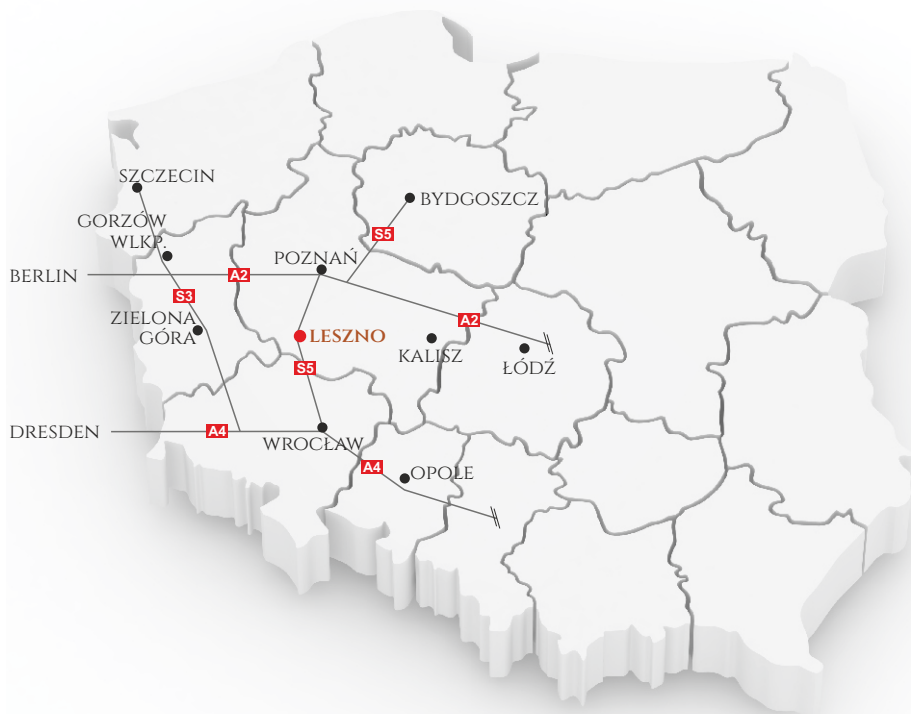 SZCZECIN
BYDGOSZCZ
GORZÓW
WLKP.
S5
POZNAŃ
BERLIN
A2
S3
ZIELONA
GÓRA
A2
LESZNO
KALISZ
ŁÓDŹ
S5
DRESDEN
A4
WROCŁAW
A4
OPOLE